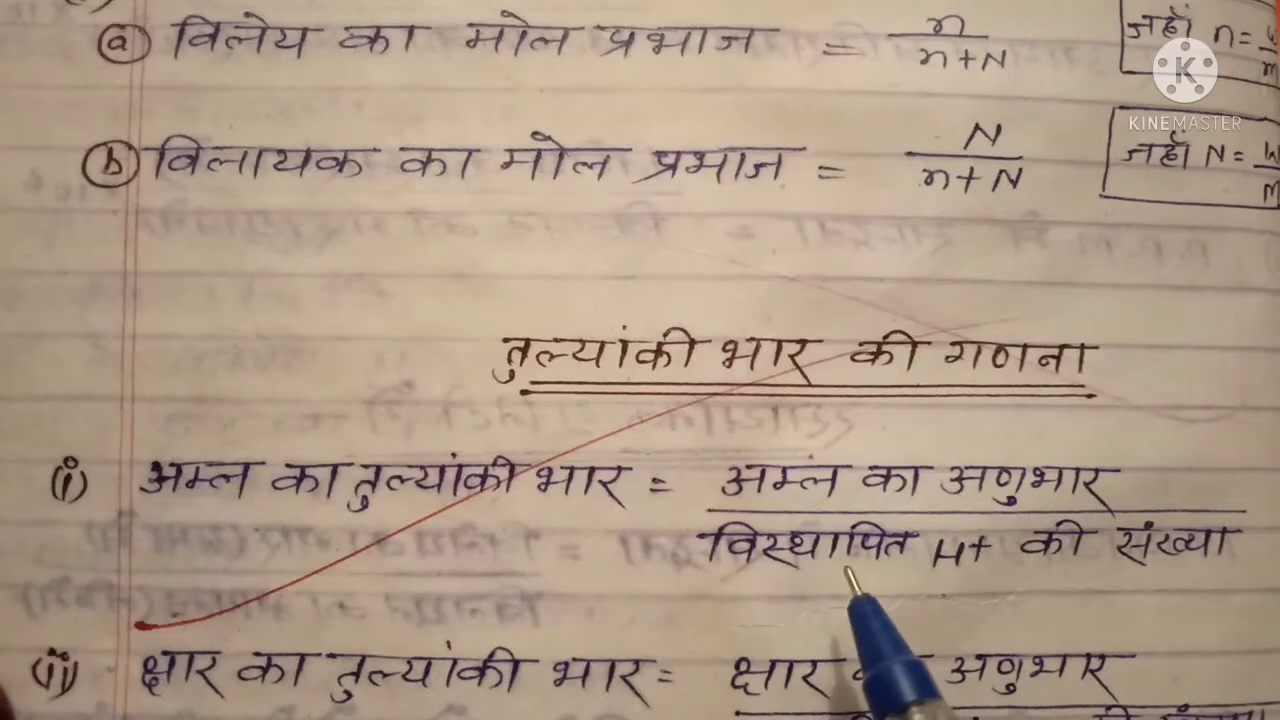 (a) विलेय का मोल प्रभाज = n / n+N जहाँ n =
KINEMASTER
(b) विलायक का मोल प्रभाज = N / n+N जहाँ N =
तुल्यांकी भार की गणना
(i) अम्ल का तुल्यांकी भार = अम्ल का अणुभार
विस्थापित H+ की संख्या
(ii) क्षार का तुल्यांकी भार = क्षार अणुभार